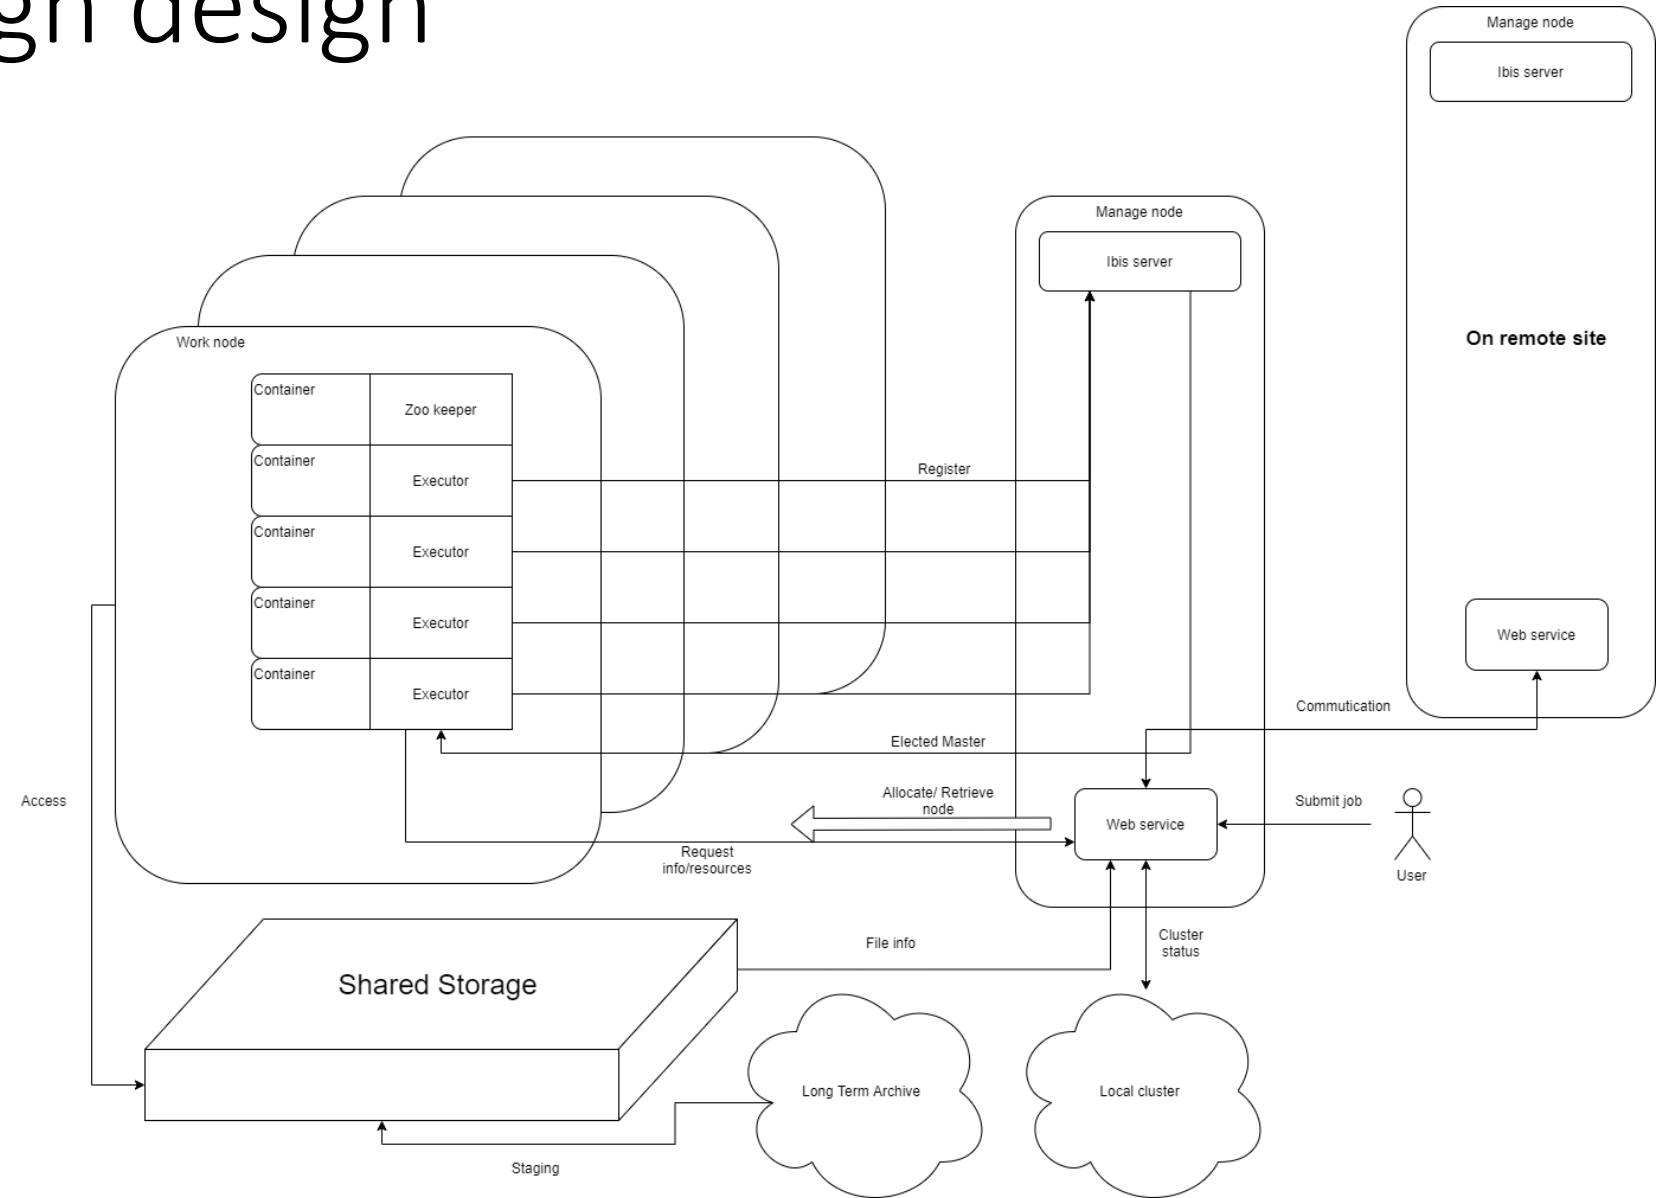 gn design
Manage node
Ibis server
On remote site
Web service
Manage node
Ibis server
Work node
Container
Zoo keeper
Container
Executor
Container
Executor
Container
Executor
Container
Executor
Register
Elected Master
Commutication
Access
Allocate/ Retrieve
node
Web service
Submit job
User
Request
info/resources
File info
Cluster
status
Shared Storage
Long Term Archive
Local cluster
Staging